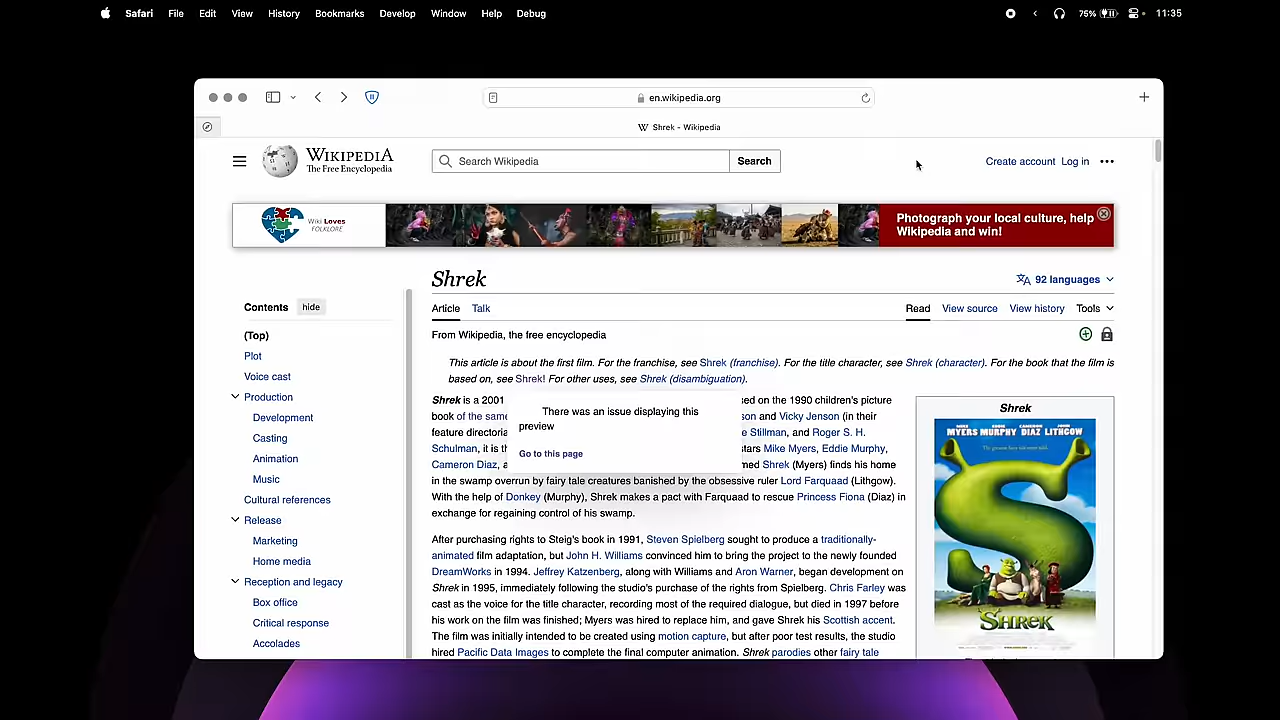 Safari File Edit View History Bookmarks Develop Window Help Debug 75% 11:35
en.wikipedia.org
Shrek - Wikipedia
WIKIPEDIA
The Free Encyclopedia
Search Wikipedia Search
Create account Log in
Wiki Loves
FOLKLORE
Photograph your local culture, help
Wikipedia and win!
Shrek
92 languages
Contents hide
(Top)
Plot
Voice cast
Production
Development
Casting
Animation
Music
Cultural references
Release
Marketing
Home media
Reception and legacy
Box office
Critical response
Accolades
Article Talk Read View source View history Tools
From Wikipedia, the free encyclopedia
This article is about the first film. For the franchise, see Shrek (franchise). For the title character, see Shrek (character). For the book that the film is
based on, see Shrek! For other uses, see Shrek (disambiguation).
Shrek is a 2001 ed on the 1990 children's picture
book of the same son and Vicky Jenson (in their
feature directoria e Stillman, and Roger S. H.
Schulman, it is th tars Mike Myers, Eddie Murphy,
Cameron Diaz, a med Shrek (Myers) finds his home
in the swamp overrun by fairy tale creatures banished by the obsessive ruler Lord Farquaad (Lithgow).
With the help of Donkey (Murphy), Shrek makes a pact with Farquaad to rescue Princess Fiona (Diaz) in
exchange for regaining control of his swamp.
There was an issue displaying this
preview
Go to this page
After purchasing rights to Steig's book in 1991, Steven Spielberg sought to produce a traditionally-
animated film adaptation, but John H. Williams convinced him to bring the project to the newly founded
DreamWorks in 1994. Jeffrey Katzenberg, along with Williams and Aron Warner, began development on
Shrek in 1995, immediately following the studio's purchase of the rights from Spielberg. Chris Farley was
cast as the voice for the title character, recording most of the required dialogue, but died in 1997 before
his work on the film was finished; Myers was hired to replace him, and gave Shrek his Scottish accent.
The film was initially intended to be created using motion capture, but after poor test results, the studio
hired Pacific Data Images to complete the final computer animation. Shrek parodies other fairy tale
Shrek
MYERS MURPHY DIAZ LITHGOW
SHREK